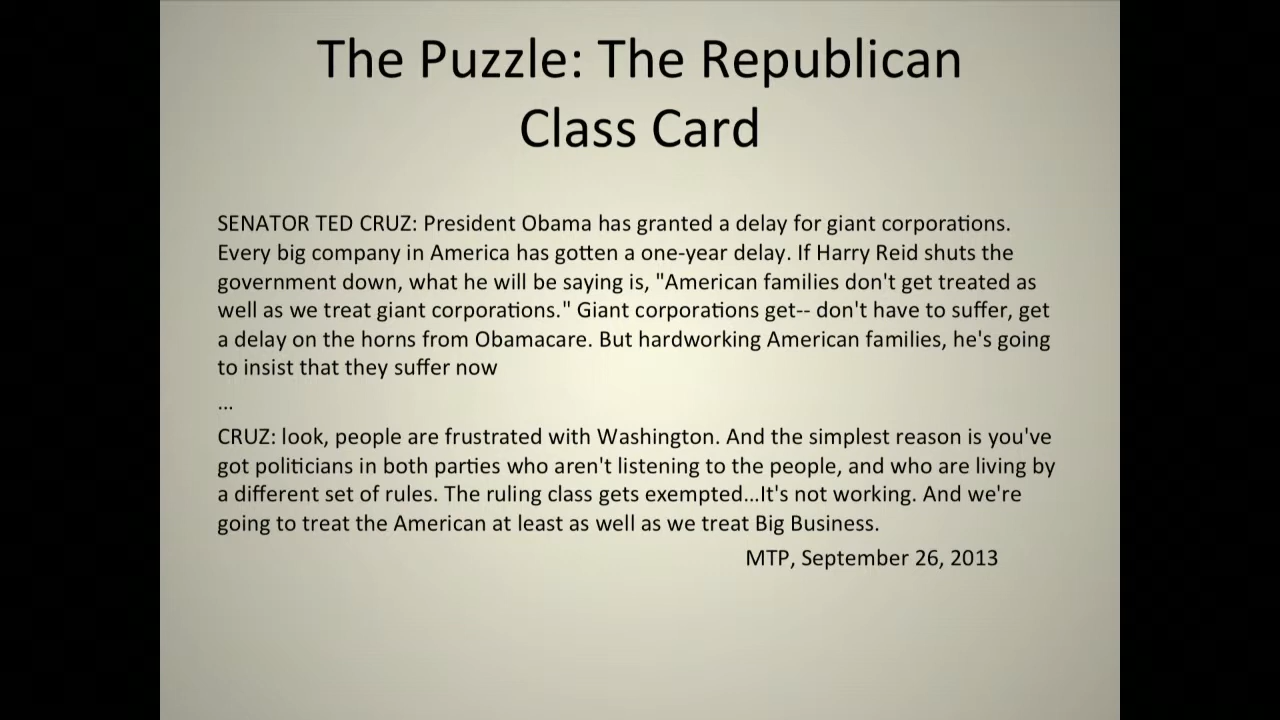 The Puzzle: The Republican
Class Card
SENATOR TED CRUZ: President Obama has granted a delay for giant corporations.
Every big company in America has gotten a one-year delay. If Harry Reid shuts the
government down, what he will be saying is, "American families don't get treated as
well as we treat giant corporations." Giant corporations get-- don't have to suffer, get
a delay on the horns from Obamacare. But hardworking American families, he's going
to insist that they suffer now
...
CRUZ: look, people are frustrated with Washington. And the simplest reason is you've
got politicians in both parties who aren't listening to the people, and who are living by
a different set of rules. The ruling class gets exempted...It's not working. And we're
going to treat the American at least as well as we treat Big Business.
MTP, September 26, 2013